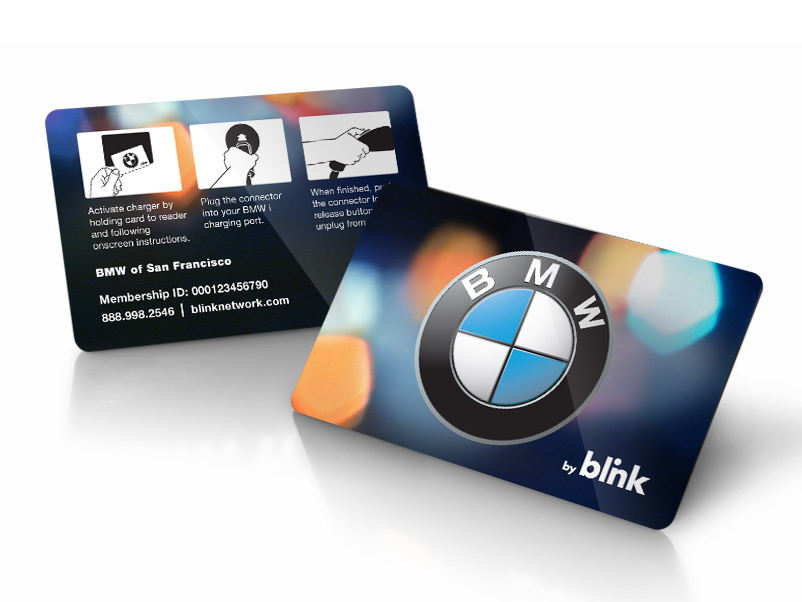 Activate charger by
holding card to reader
and following
onscreen instructions.
Plug the connector
into your BMW i
charging port.
When finished,
the connector
release button
unplug from
BMW of San Francisco
Membership ID: 000123456790
888.998.2546 | blinknetwork.com
BMW
by blink